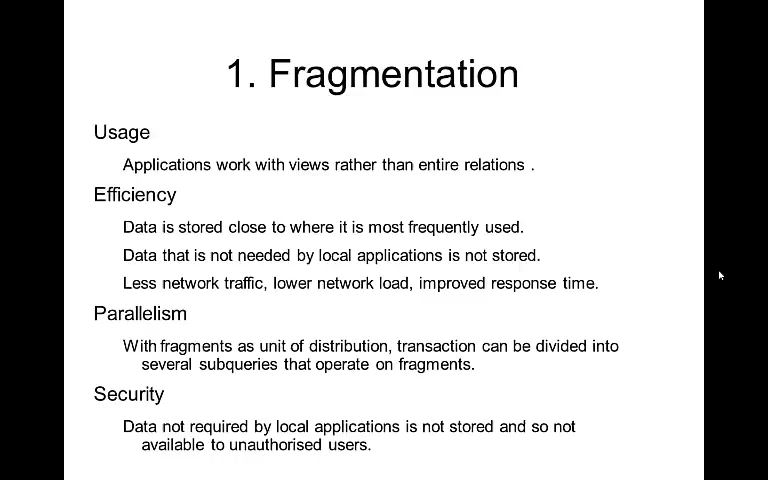 1. Fragmentation
Usage
Applications work with views rather than entire relations .
Efficiency
Data is stored close to where it is most frequently used.
Data that is not needed by local applications is not stored.
Less network traffic, lower network load, improved response time.
Parallelism
With fragments as unit of distribution, transaction can be divided into
several subqueries that operate on fragments.
Security
Data not required by local applications is not stored and so not
available to unauthorised users.